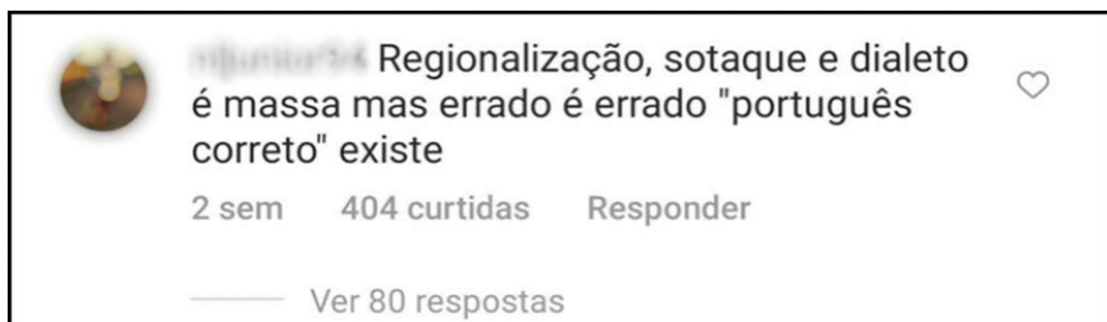 Regionalização, sotaque e dialeto
é massa mas errado é errado "português
correto" existe
2 sem 404 curtidas Responder
Ver 80 respostas